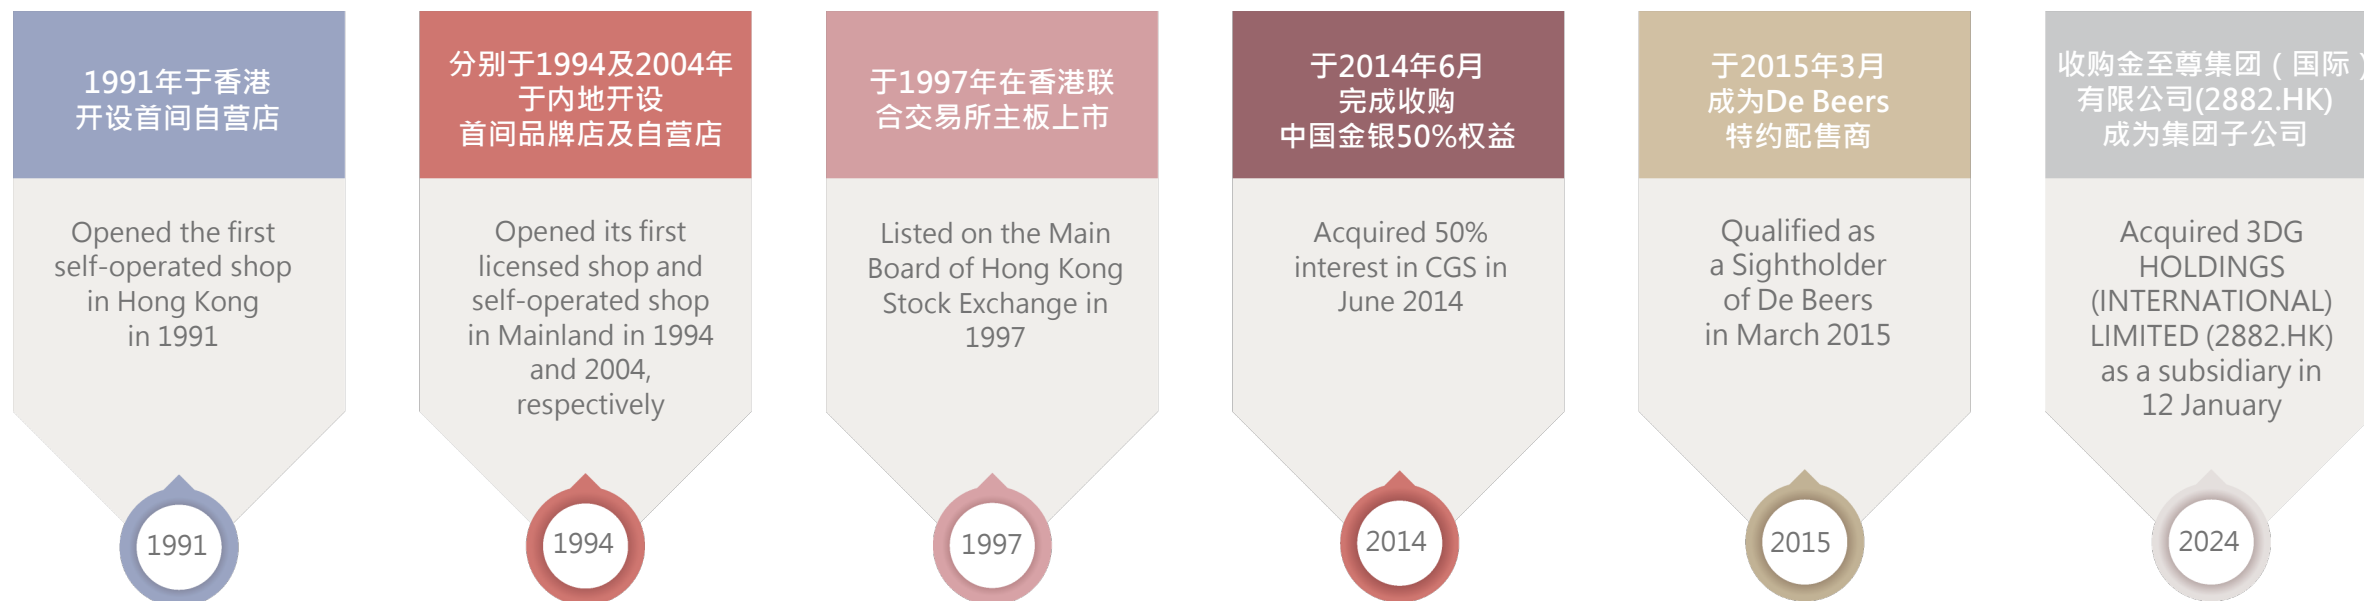 1991年于香港
开设首间自营店
Opened the first
self-operated shop
in Hong Kong
in 1991
1991
分别于1994及2004年
于内地开设
首间品牌店及自营店
Opened its first
licensed shop and
self-operated shop
in Mainland in 1994
and 2004,
respectively
1994
于1997年在香港联
合交易所主板上市
Listed on the Main
Board of Hong Kong
Stock Exchange in
1997
1997
于2014年6月
完成收购
中国金银50%权益
Acquired 50%
interest in CGS in
June 2014
2014
于2015年3月
成为De Beers
特约配售商
Qualified as
a Sightholder
of De Beers
in March 2015
2015
收购金至尊集团（国际）
有限公司(2882.HK)
成为集团子公司
Acquired 3DG
HOLDINGS
(INTERNATIONAL)
LIMITED (2882.HK)
as a subsidiary in
12 January
2024